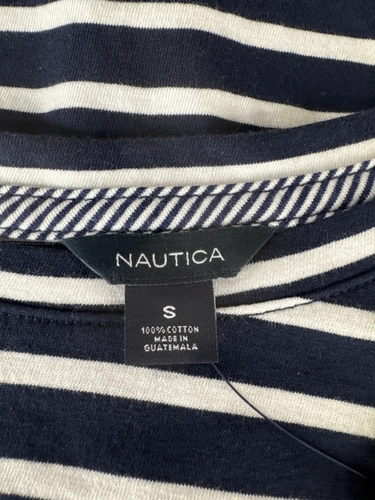 NAUTICA
S
100% COTTON
MADE IN
GUATEMALA